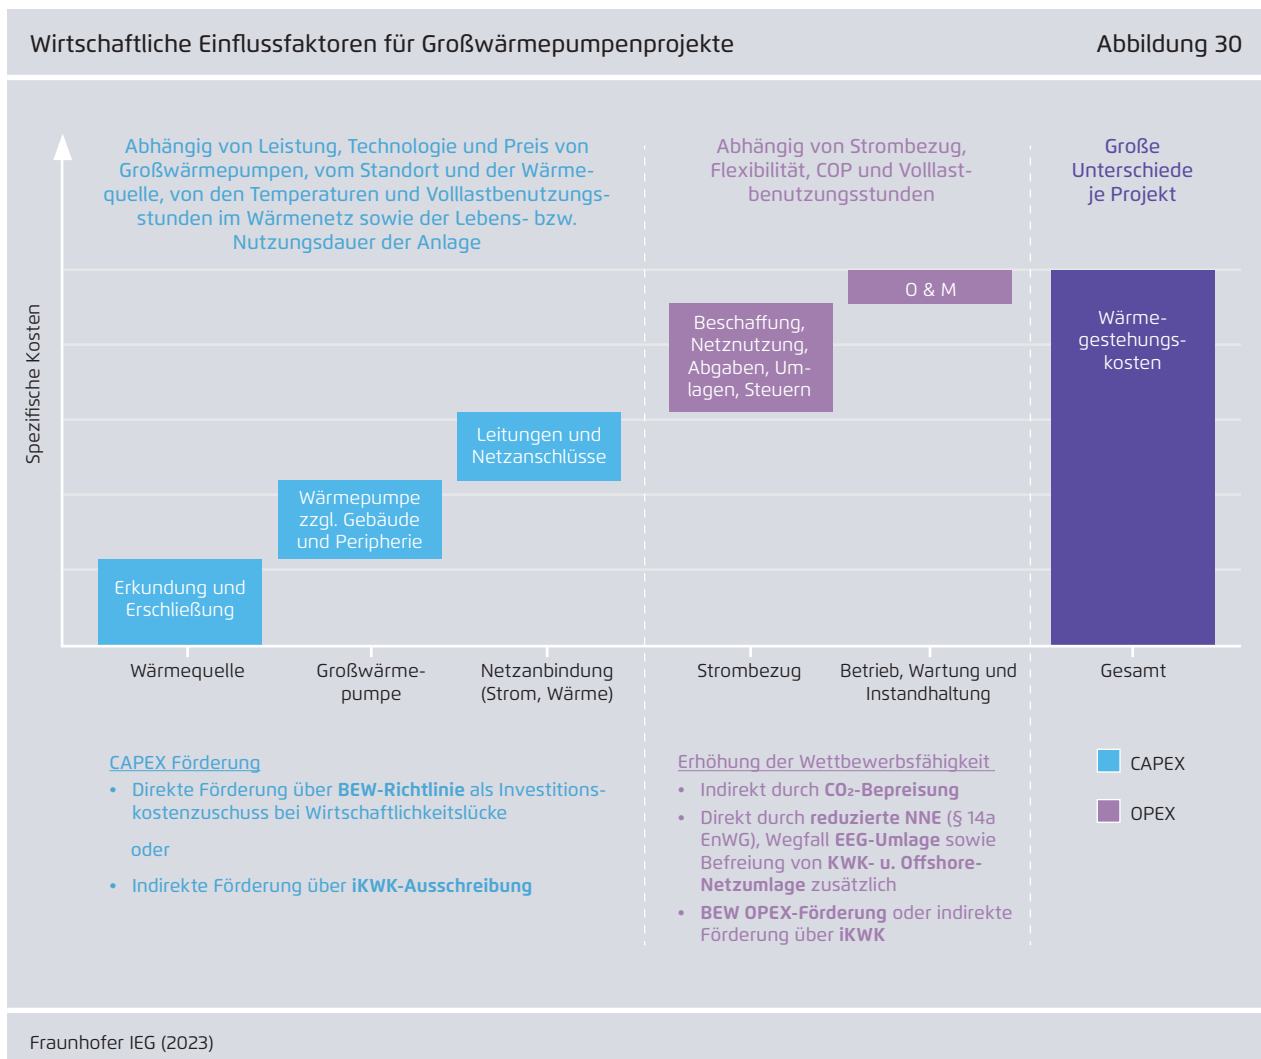 Wirtschaftliche Einflussfaktoren für Großwärmepumpenprojekte
Abbildung 30
Abhängig von Leistung, Technologie und Preis von
Großwärmepumpen, vom Standort und der Wärme-
quelle, von den Temperaturen und Volllastbenutzungs-
stunden im Wärmenetz sowie der Lebens- bzw.
Nutzungsdauer der Anlage
Abhängig von Strombezug,
Flexibilität, COP und Volllast-
benutzungsstunden
Große
Unterschiede
je Projekt
Spezifische Kosten
Erkundung und
Erschließung
Wärmepumpe
zzgl. Gebäude
und Peripherie
Leitungen und
Netzanschlüsse
Beschaffung,
Netznutzung,
Abgaben, Um-
lagen, Steuern
O & M
Wärme-
gestehungs-
kosten
Wärmequelle
Großwärme-
pumpe
Netzanbindung
(Strom, Wärme)
Strombezug
Betrieb, Wartung und
Instandhaltung
Gesamt
CAPEX Förderung
• Direkte Förderung über BEW-Richtlinie als Investitions-
kostenzuschuss bei Wirtschaftlichkeitslücke
oder
• Indirekte Förderung über iKWK-Ausschreibung
Erhöhung der Wettbewerbsfähigkeit
• Indirekt durch CO₂-Bepreisung
• Direkt durch reduzierte NNE (§ 14a
EnWG), Wegfall EEG-Umlage sowie
Befreiung von KWK- u. Offshore-
Netzumlage zusätzlich
• BEW OPEX-Förderung oder indirekte
Förderung über iKWK
CAPEX
OPEX
Fraunhofer IEG (2023)